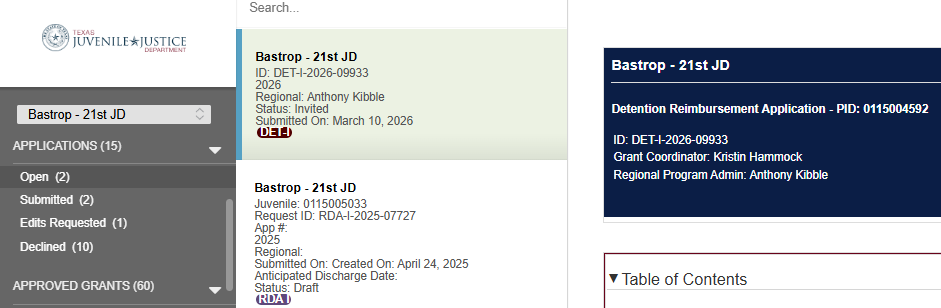 TEXAS
JUVENILE★JUSTICE
DEPARTMENT
Bastrop - 21st JD
APPLICATIONS (15)
Open (2)
Submitted (2)
Edits Requested (1)
Declined (10)
APPROVED GRANTS (60)
Search...
Bastrop - 21st JD
ID: DET-I-2026-09933
2026
Regional: Anthony Kibble
Status: Invited
Submitted On: March 10, 2026
DET-I
Bastrop - 21st JD
Juvenile: 0115005033
Request ID: RDA-I-2025-07727
App #:
2025
Regional:
Submitted On: Created On: April 24, 2025
Anticipated Discharge Date:
Status: Draft
RDA I
Bastrop - 21st JD
Detention Reimbursement Application - PID: 0115004592
ID: DET-I-2026-09933
Grant Coordinator: Kristin Hammock
Regional Program Admin: Anthony Kibble
▼Table of Contents